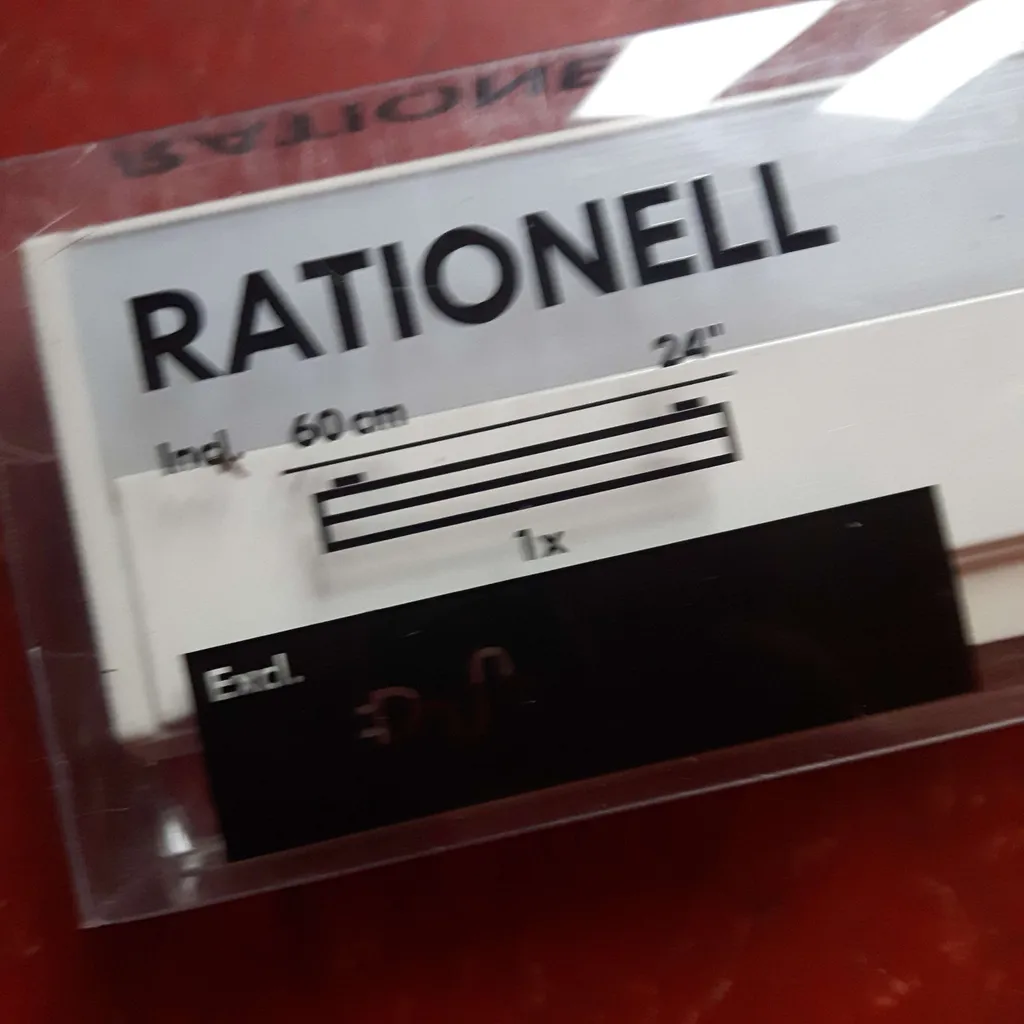 RATIONELL
Incl. 60 cm 24"
1x
Excl.